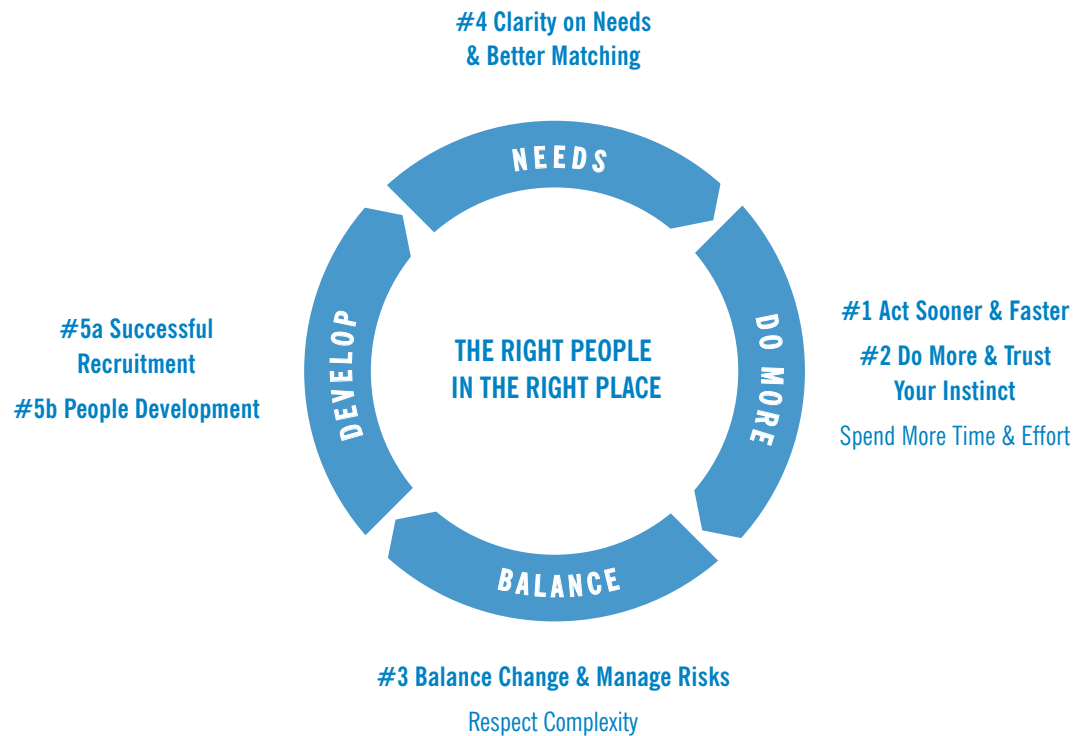 #4 Clarity on Needs
& Better Matching
NEEDS
DO MORE
#1 Act Sooner & Faster
#2 Do More & Trust
Your Instinct
Spend More Time & Effort
BALANCE
#3 Balance Change & Manage Risks
Respect Complexity
DEVELOP
#5a Successful
Recruitment
#5b People Development
THE RIGHT PEOPLE
IN THE RIGHT PLACE